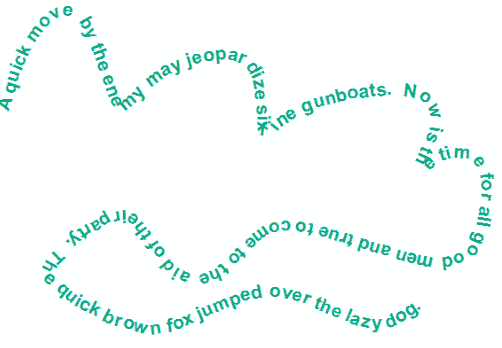 A quick move by the enemy may jeopardize six fine gunboats. Now is the time for all good men and true to come to the aid of their party. The quick brown fox jumped over the lazy dog.